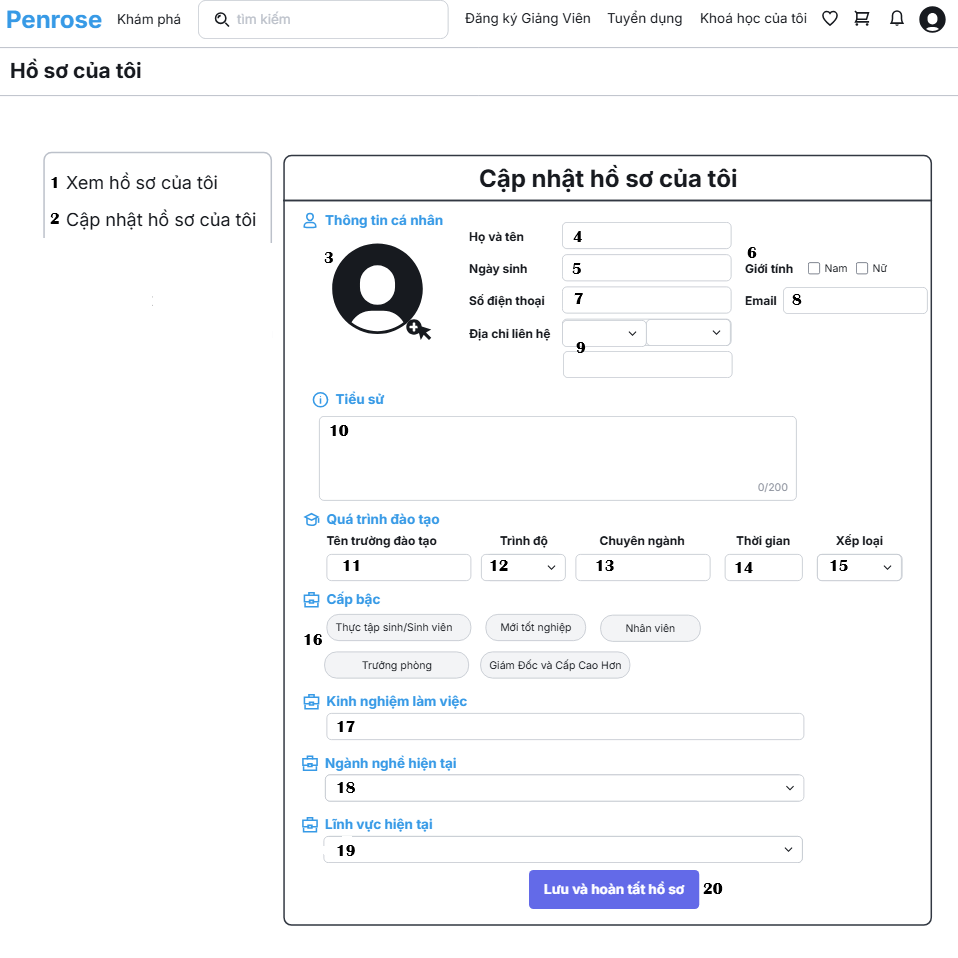 Penrose Khám phá tìm kiếm Đăng ký Giảng Viên Tuyển dụng Khoá học của tôi
Hồ sơ của tôi
1 Xem hồ sơ của tôi
2 Cập nhật hồ sơ của tôi
Cập nhật hồ sơ của tôi
Thông tin cá nhân
3
Họ và tên 4
Ngày sinh 5
6
Giới tính Nam Nữ
Số điện thoại 7 Email 8
Địa chỉ liên hệ
9
Tiểu sử
10
0/200
Quá trình đào tạo
Tên trường đào tạo Trình độ Chuyên ngành Thời gian Xếp loại
11 12 13 14 15
Cấp bậc
16
Thực tập sinh/Sinh viên Mới tốt nghiệp Nhân viên
Trưởng phòng Giám Đốc và Cấp Cao Hơn
Kinh nghiệm làm việc
17
Ngành nghề hiện tại
18
Lĩnh vực hiện tại
19
Lưu và hoàn tất hồ sơ 20